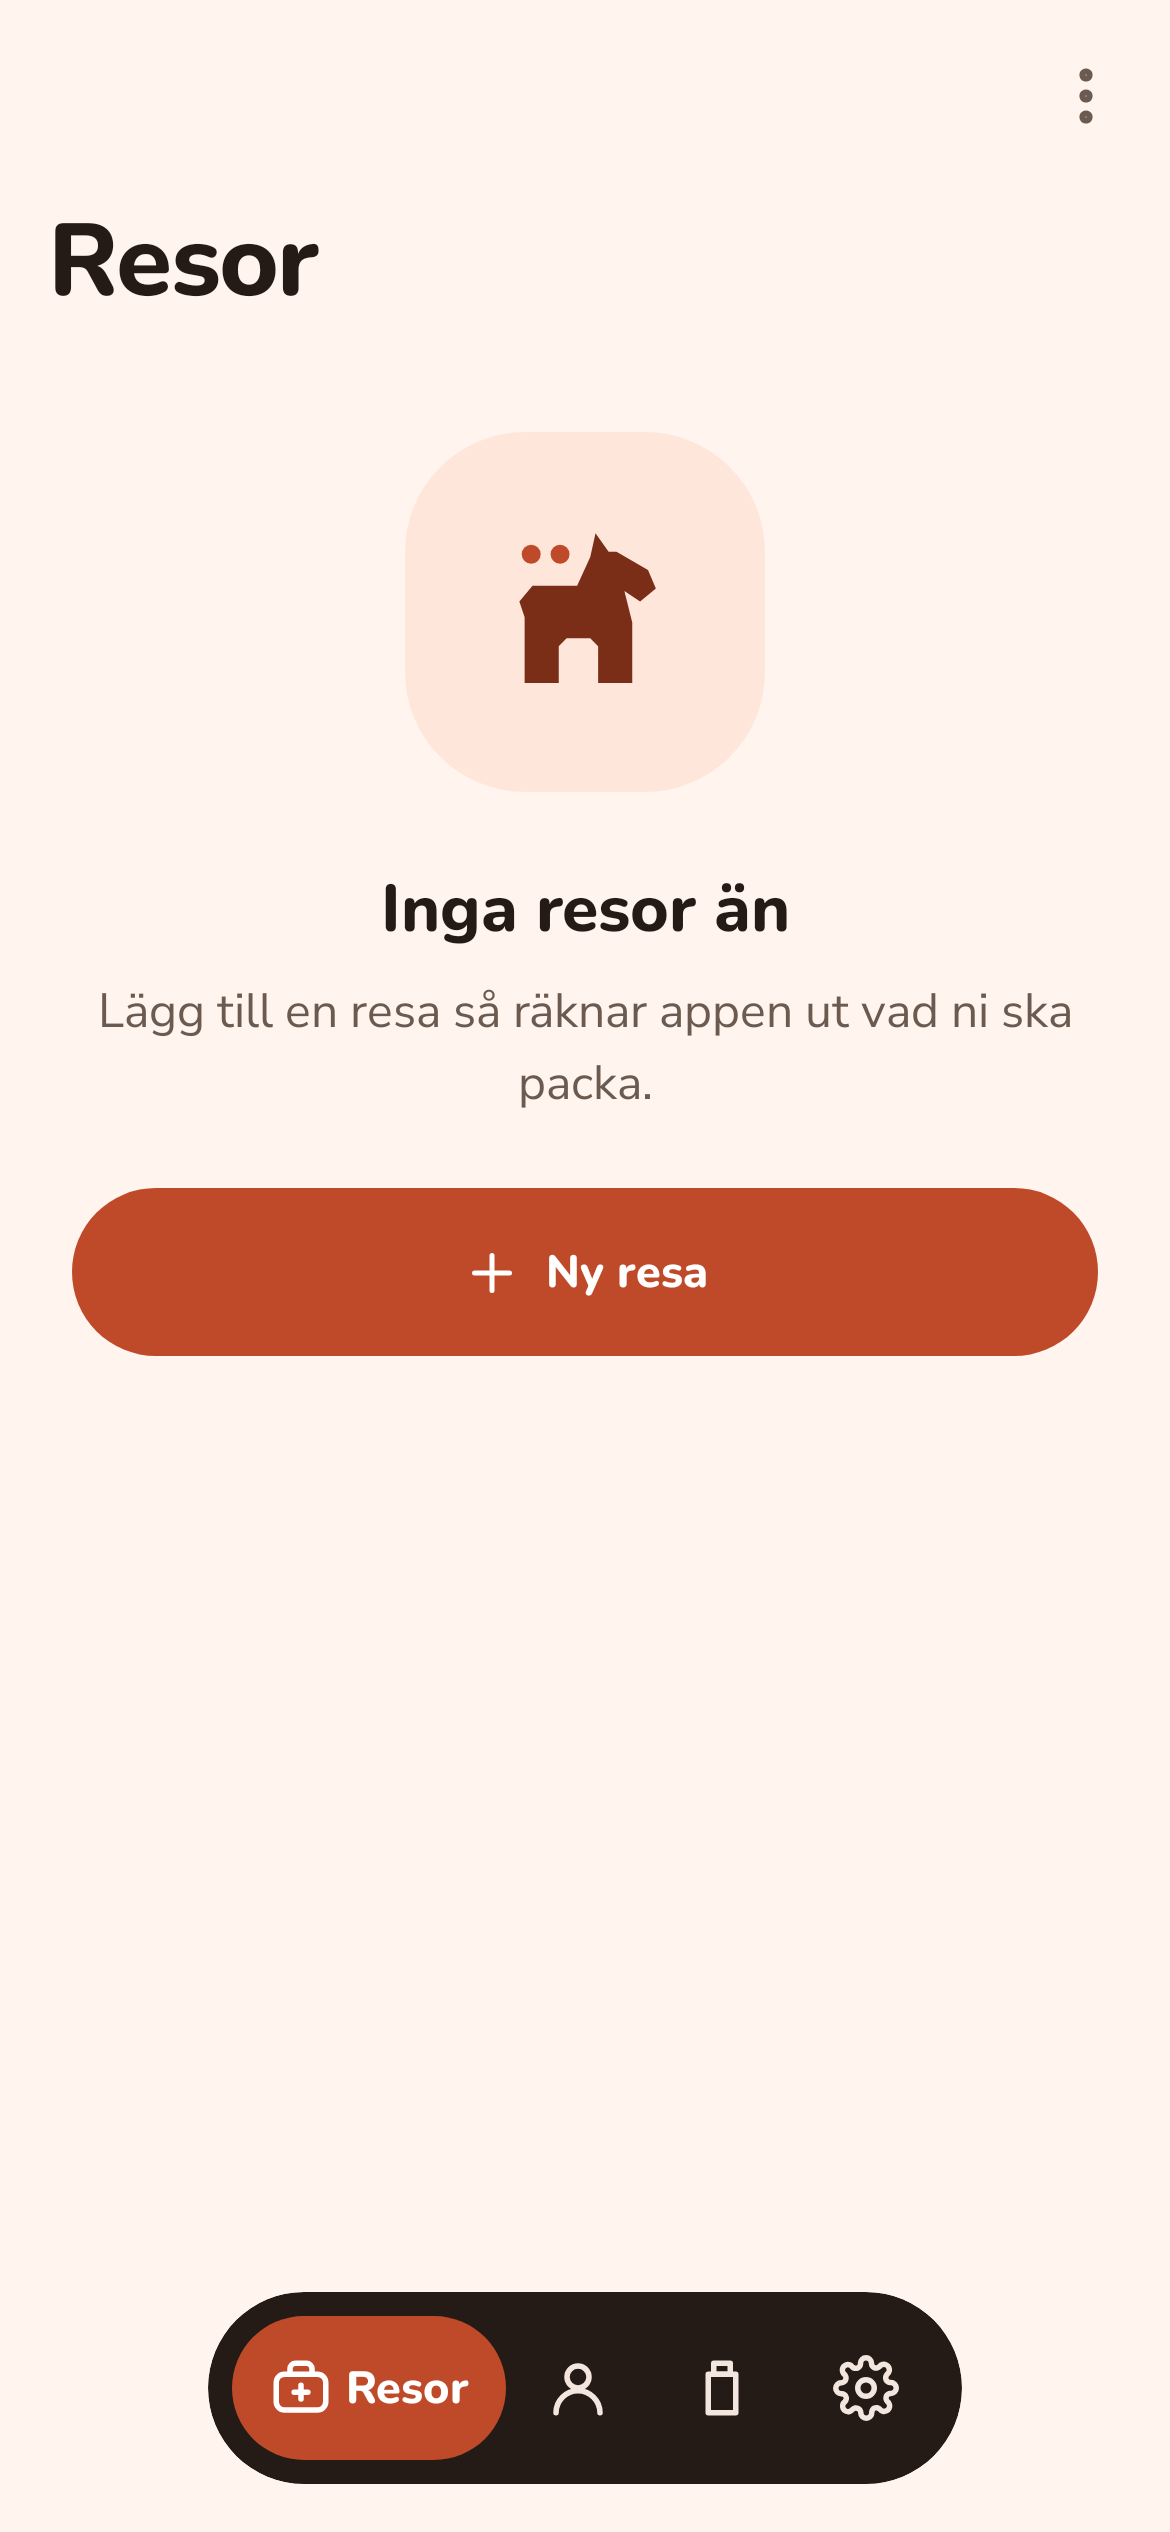 Resor
Inga resor än
Lägg till en resa så räknar appen ut vad ni ska
packa.
Ny resa
Resor